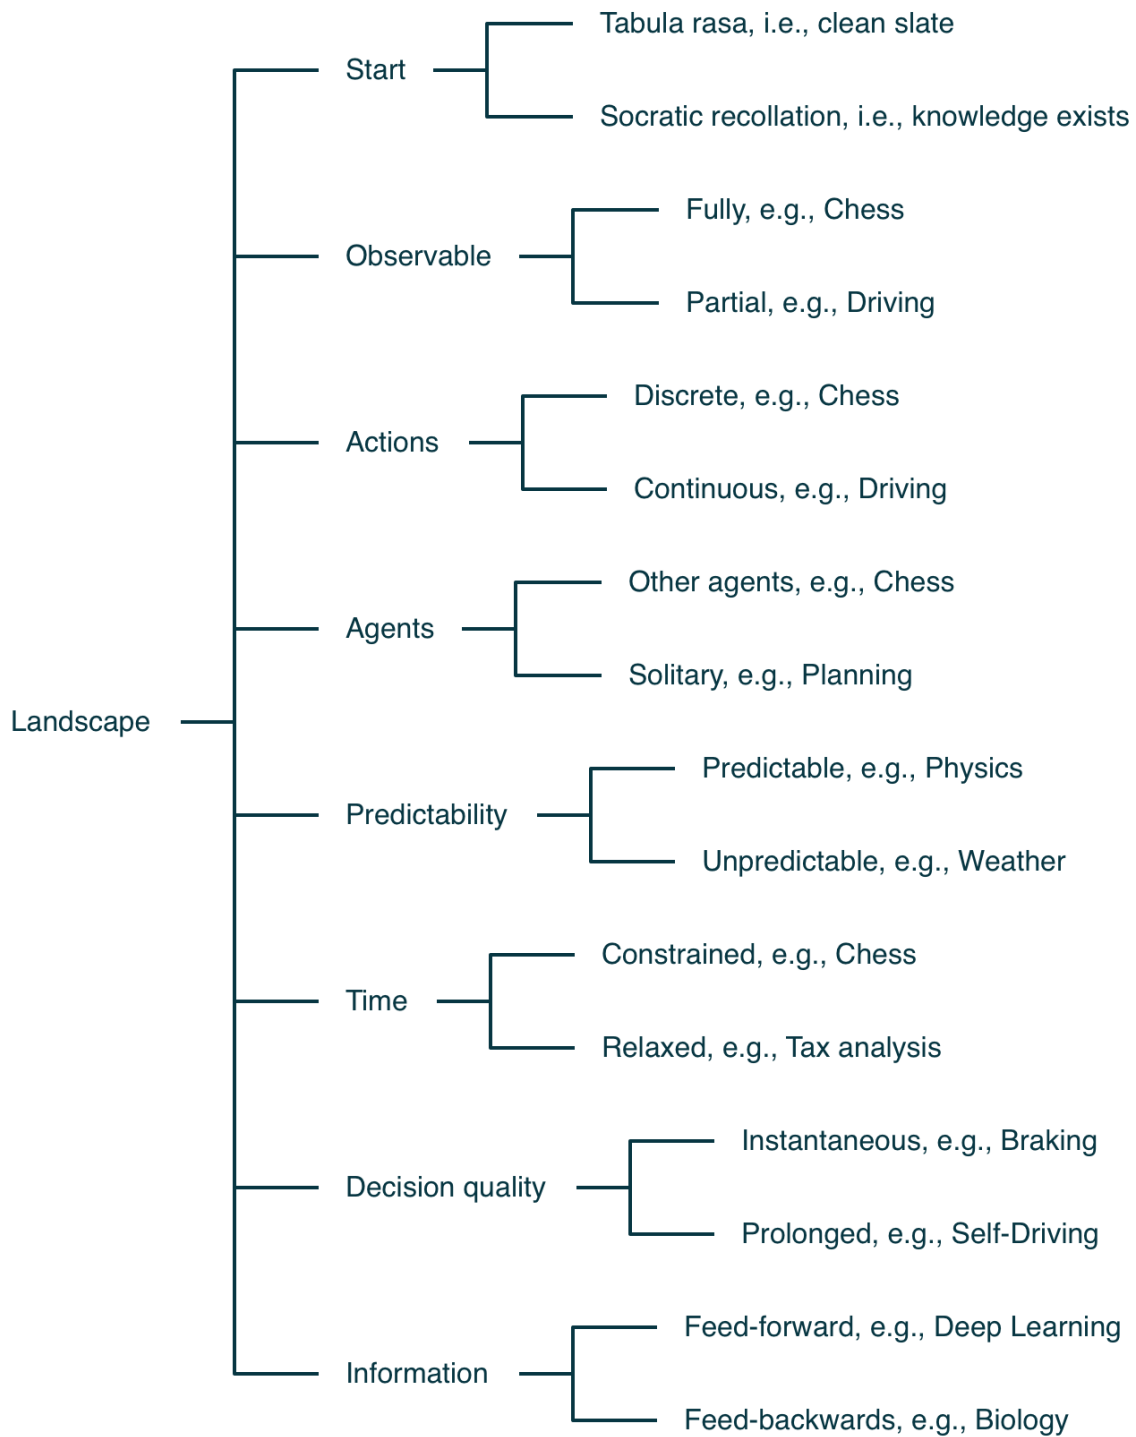 Tabula rasa, i.e., clean slate
Start
Socratic recollation, i.e., knowledge exists
Fully, e.g., Chess
Observable
Partial, e.g., Driving
Discrete, e.g., Chess
Actions
Continuous, e.g., Driving
Other agents, e.g., Chess
Agents
Solitary, e.g., Planning
Landscape
Predictable, e.g., Physics
Predictability
Unpredictable, e.g., Weather
Constrained, e.g., Chess
Time
Relaxed, e.g., Tax analysis
Instantaneous, e.g., Braking
Decision quality
Prolonged, e.g., Self-Driving
Feed-forward, e.g., Deep Learning
Information
Feed-backwards, e.g., Biology